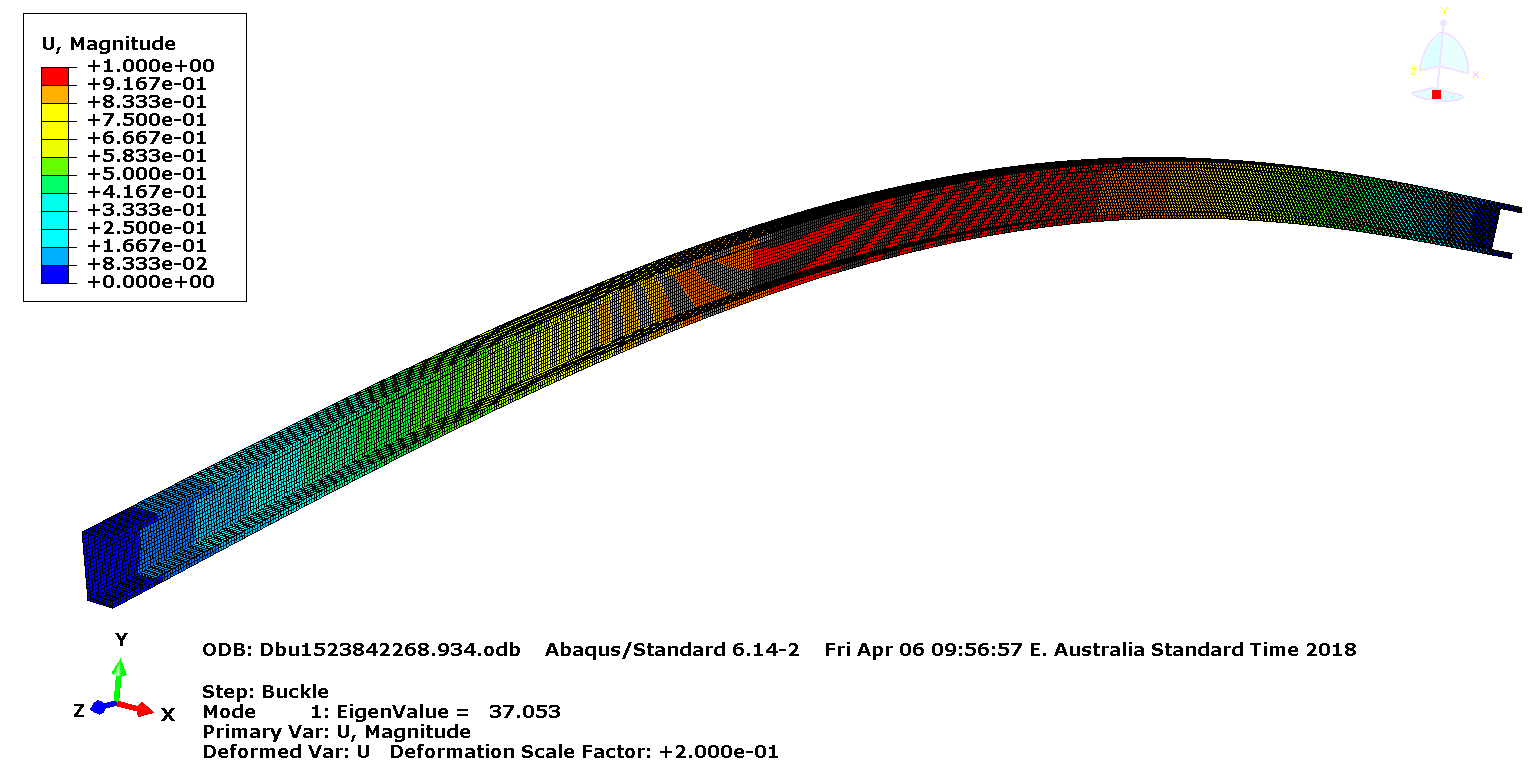 U, Magnitude
+1.000e+00
+9.167e-01
+8.333e-01
+7.500e-01
+6.667e-01
+5.833e-01
+5.000e-01
+4.167e-01
+3.333e-01
+2.500e-01
+1.667e-01
+8.333e-02
+0.000e+00
Y
Z X
Y
Z X
ODB: Dbu1523842268.934.odb Abaqus/Standard 6.14-2 Fri Apr 06 09:56:57 E. Australia Standard Time 2018
Step: Buckle
Mode 1: EigenValue = 37.053
Primary Var: U, Magnitude
Deformed Var: U Deformation Scale Factor: +2.000e-01